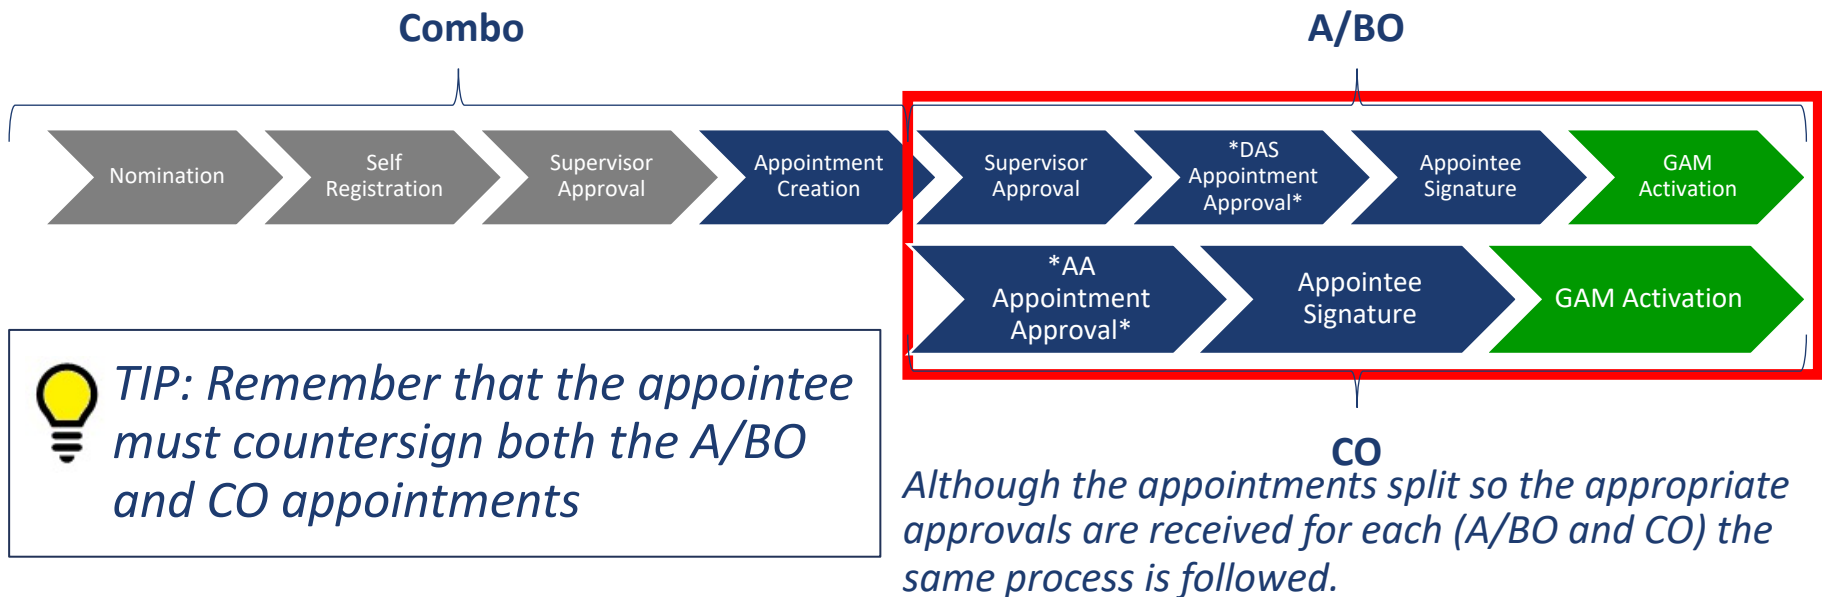 Combo
A/BO
Nomination
Self
Registration
Supervisor
Approval
Appointment
Creation
Supervisor
Approval
*DAS
Appointment
Approval*
Appointee
Signature
GAM
Activation
*AA
Appointment
Approval*
Appointee
Signature
GAM Activation
TIP: Remember that the appointee
must countersign both the A/BO
and CO appointments
CO
Although the appointments split so the appropriate
approvals are received for each (A/BO and CO) the
same process is followed.